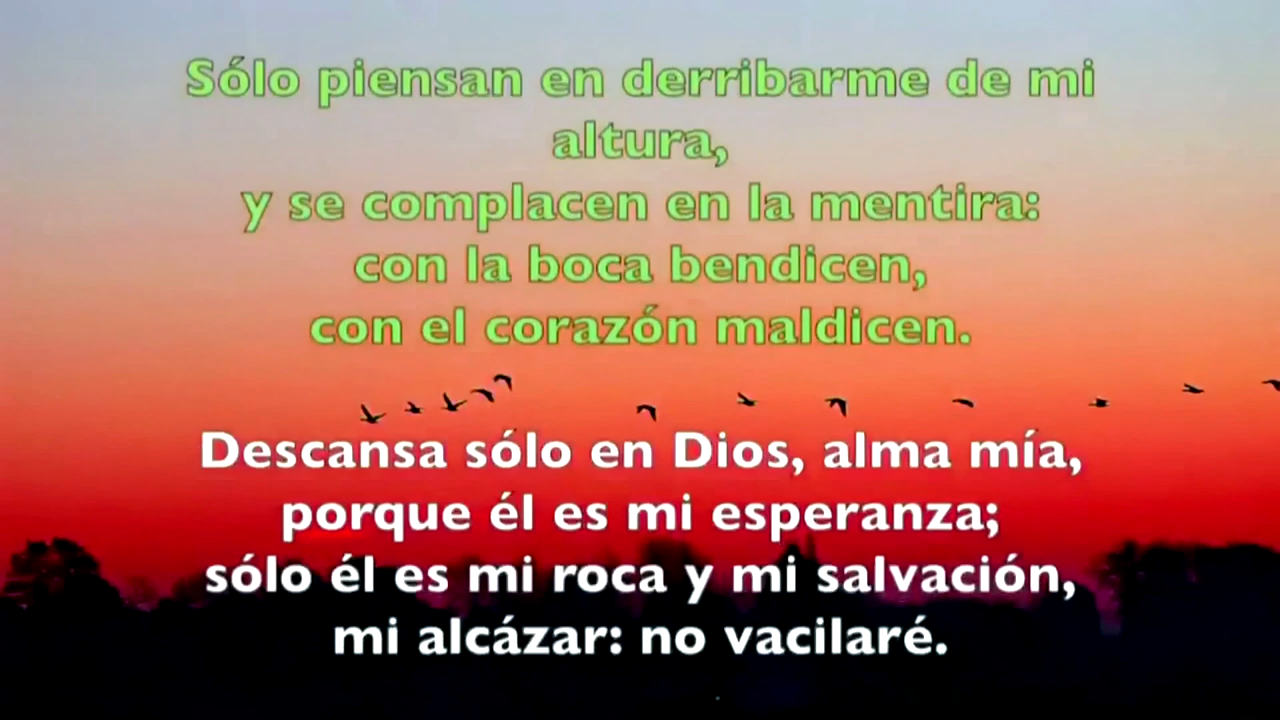 Sólo piensan en derribarme de mi
altura,
y se complacen en la mentira:
con la boca bendicen,
con el corazón maldicen.
Descansa sólo en Dios, alma mía,
porque él es mi esperanza;
sólo él es mi roca y mi salvación,
mi alcázar: no vacilaré.